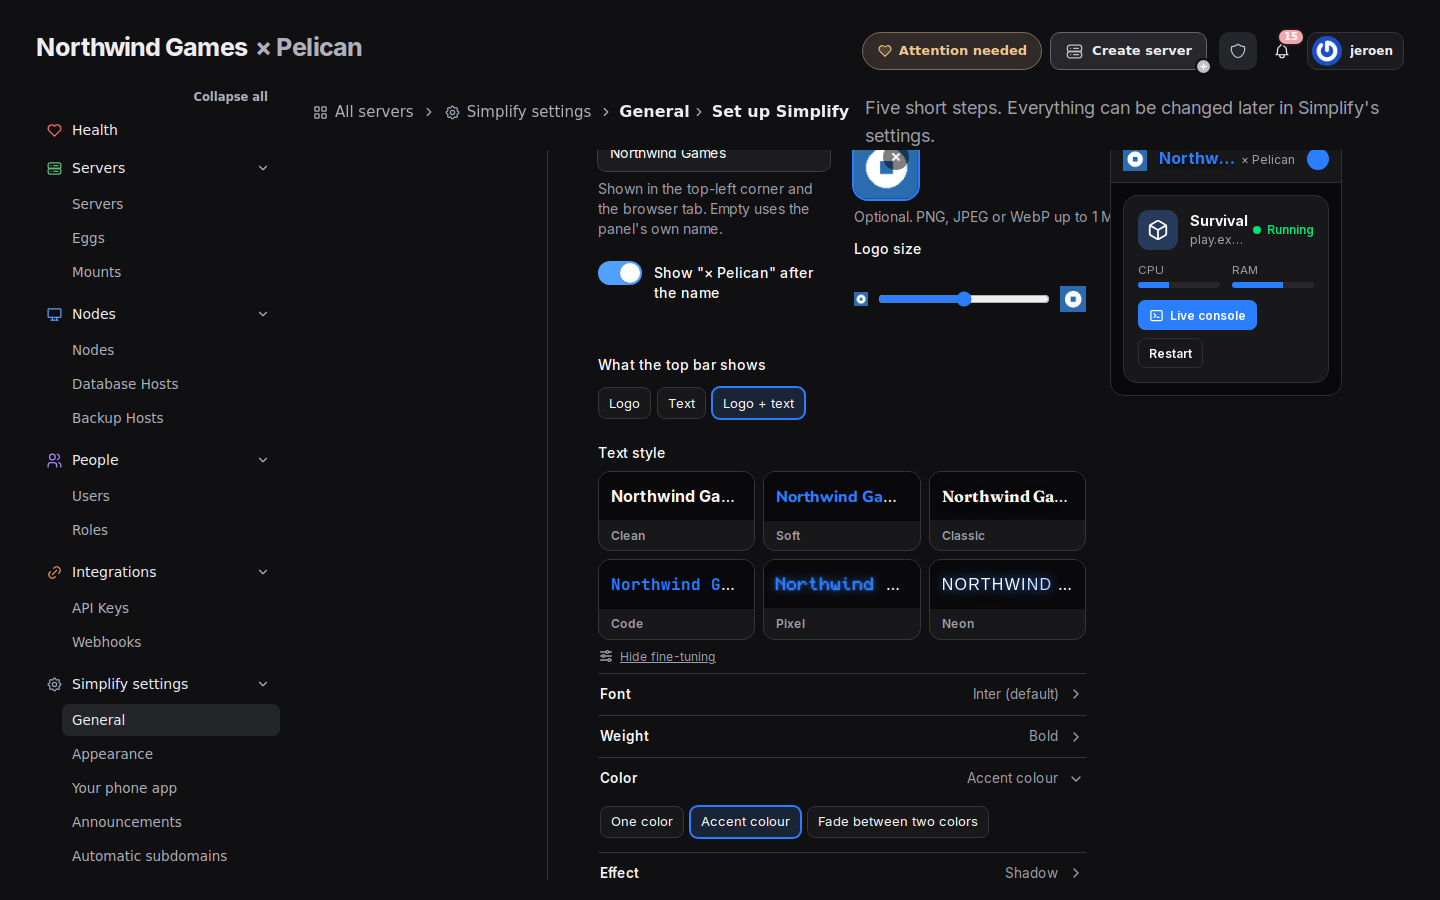 Northwind Games × Pelican
Attention needed
Create server
15
jeroen
Collapse all
Health
Servers
Servers
Eggs
Mounts
Nodes
Nodes
Database Hosts
Backup Hosts
People
Users
Roles
Integrations
API Keys
Webhooks
Simplify settings
General
Appearance
Your phone app
Announcements
Automatic subdomains
All servers > Simplify settings > General > Set up Simplify
Five short steps. Everything can be changed later in Simplify's
settings.
Northwind Games
Shown in the top-left corner and
the browser tab. Empty uses the
panel's own name.
Show "× Pelican" after
the name
Optional. PNG, JPEG or WebP up to 1 M
Logo size
What the top bar shows
Logo
Text
Logo + text
Text style
Northwind Ga...
Clean
Northwind Ga...
Soft
Northwind Ga...
Classic
Northwind G...
Code
Northwind ...
Pixel
NORTHWIND ...
Neon
Hide fine-tuning
Font
Inter (default)
Weight
Bold
Color
Accent colour
One color
Accent colour
Fade between two colors
Effect
Shadow
Northw... × Pelican
Survival
play.ex...
Running
CPU
RAM
Live console
Restart